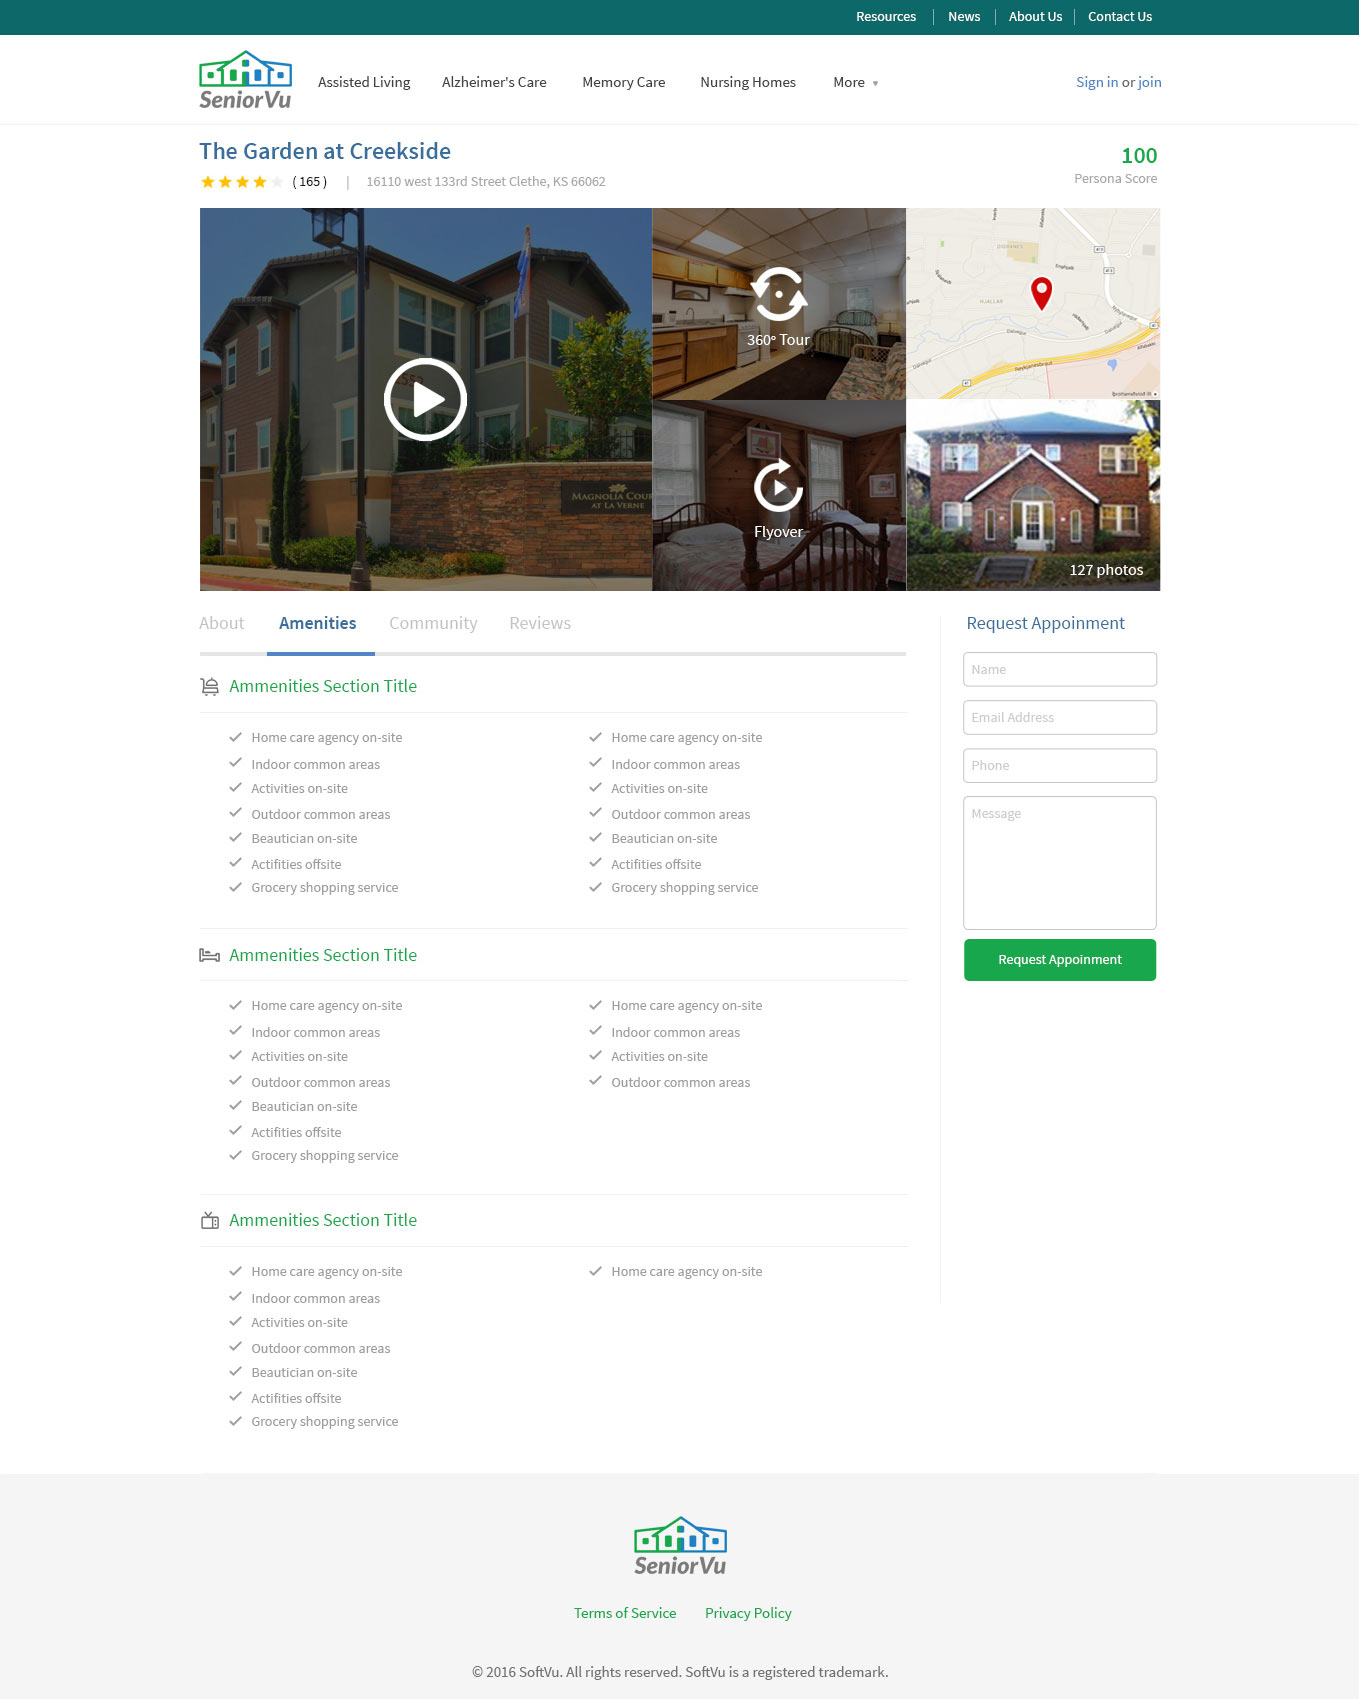 Resources News About Us Contact Us
SeniorVu
Assisted Living Alzheimer's Care Memory Care Nursing Homes More Sign in or join
The Garden at Creekside
100
( 165 ) | 16110 west 133rd Street Clethe, KS 66062
Persona Score
MAGNOLIA COUR
AT LA VERNE
360º Tour
HJALLAR
Flyover
127 photos
About Amenities Community Reviews
Request Appoinment
Name
Email Address
Phone
Message
Request Appoinment
Ammenities Section Title
Home care agency on-site Home care agency on-site
Indoor common areas Indoor common areas
Activities on-site Activities on-site
Outdoor common areas Outdoor common areas
Beautician on-site Beautician on-site
Actifities offsite Actifities offsite
Grocery shopping service Grocery shopping service
Ammenities Section Title
Home care agency on-site Home care agency on-site
Indoor common areas Indoor common areas
Activities on-site Activities on-site
Outdoor common areas Outdoor common areas
Beautician on-site
Actifities offsite
Grocery shopping service
Ammenities Section Title
Home care agency on-site Home care agency on-site
Indoor common areas
Activities on-site
Outdoor common areas
Beautician on-site
Actifities offsite
Grocery shopping service
SeniorVu
Terms of Service Privacy Policy
© 2016 SoftVu. All rights reserved. SoftVu is a registered trademark.